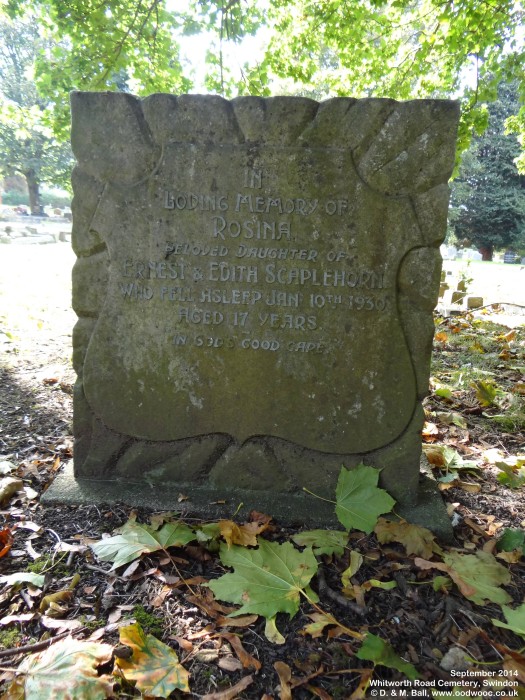 IN
LOVING MEMORY OF
ROSINA,
BELOVED DAUGHTER OF
ERNEST & EDITH SCAPLEHORN,
WHO FELL ASLEEP JAN: 10TH 1930,
AGED 17 YEARS.
IN GOD'S GOOD CARE.
September 2014
Whitworth Road Cemetery, Swindon
© D. & M. Ball, www.oodwooc.co.uk